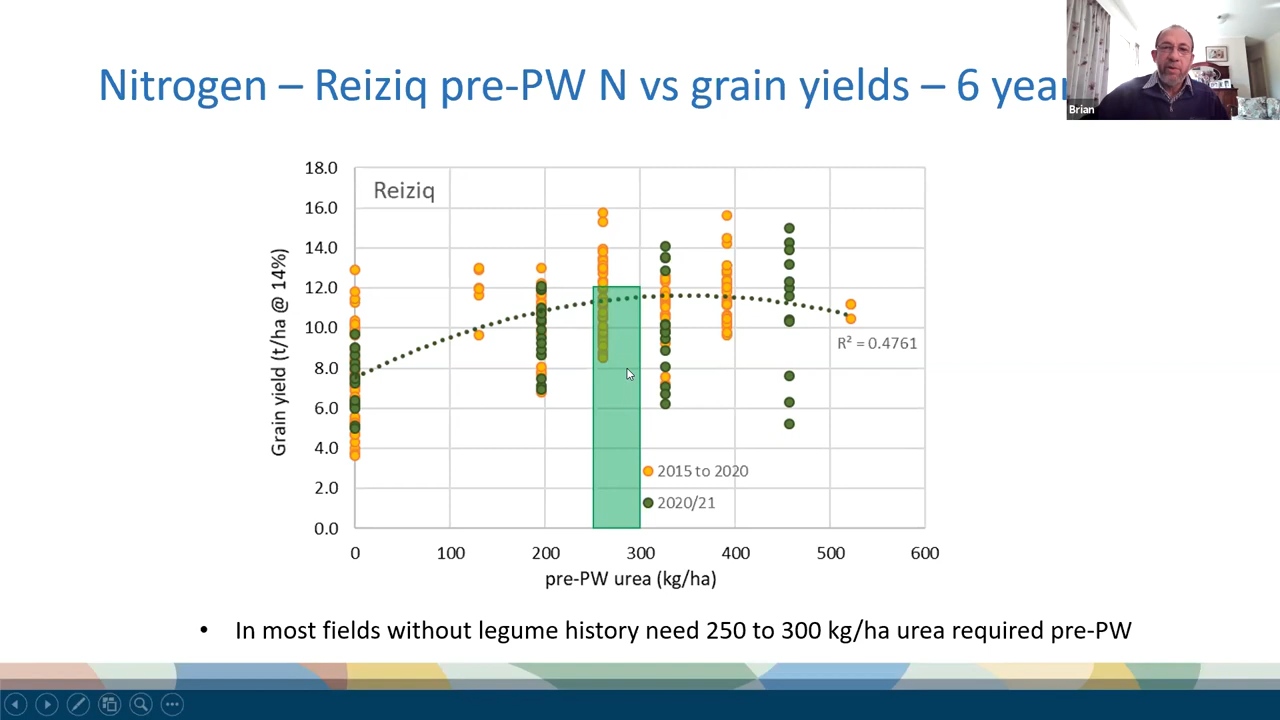 Nitrogen – Reiziq pre-PW N vs grain yields – 6 year
Brian
Reiziq
Grain yield (t/ha @ 14%)
18.0
16.0
14.0
12.0
10.0
8.0
6.0
4.0
2.0
0.0
R² = 0.4761
2015 to 2020
2020/21
0 100 200 300 400 500 600
pre-PW urea (kg/ha)
• In most fields without legume history need 250 to 300 kg/ha urea required pre-PW